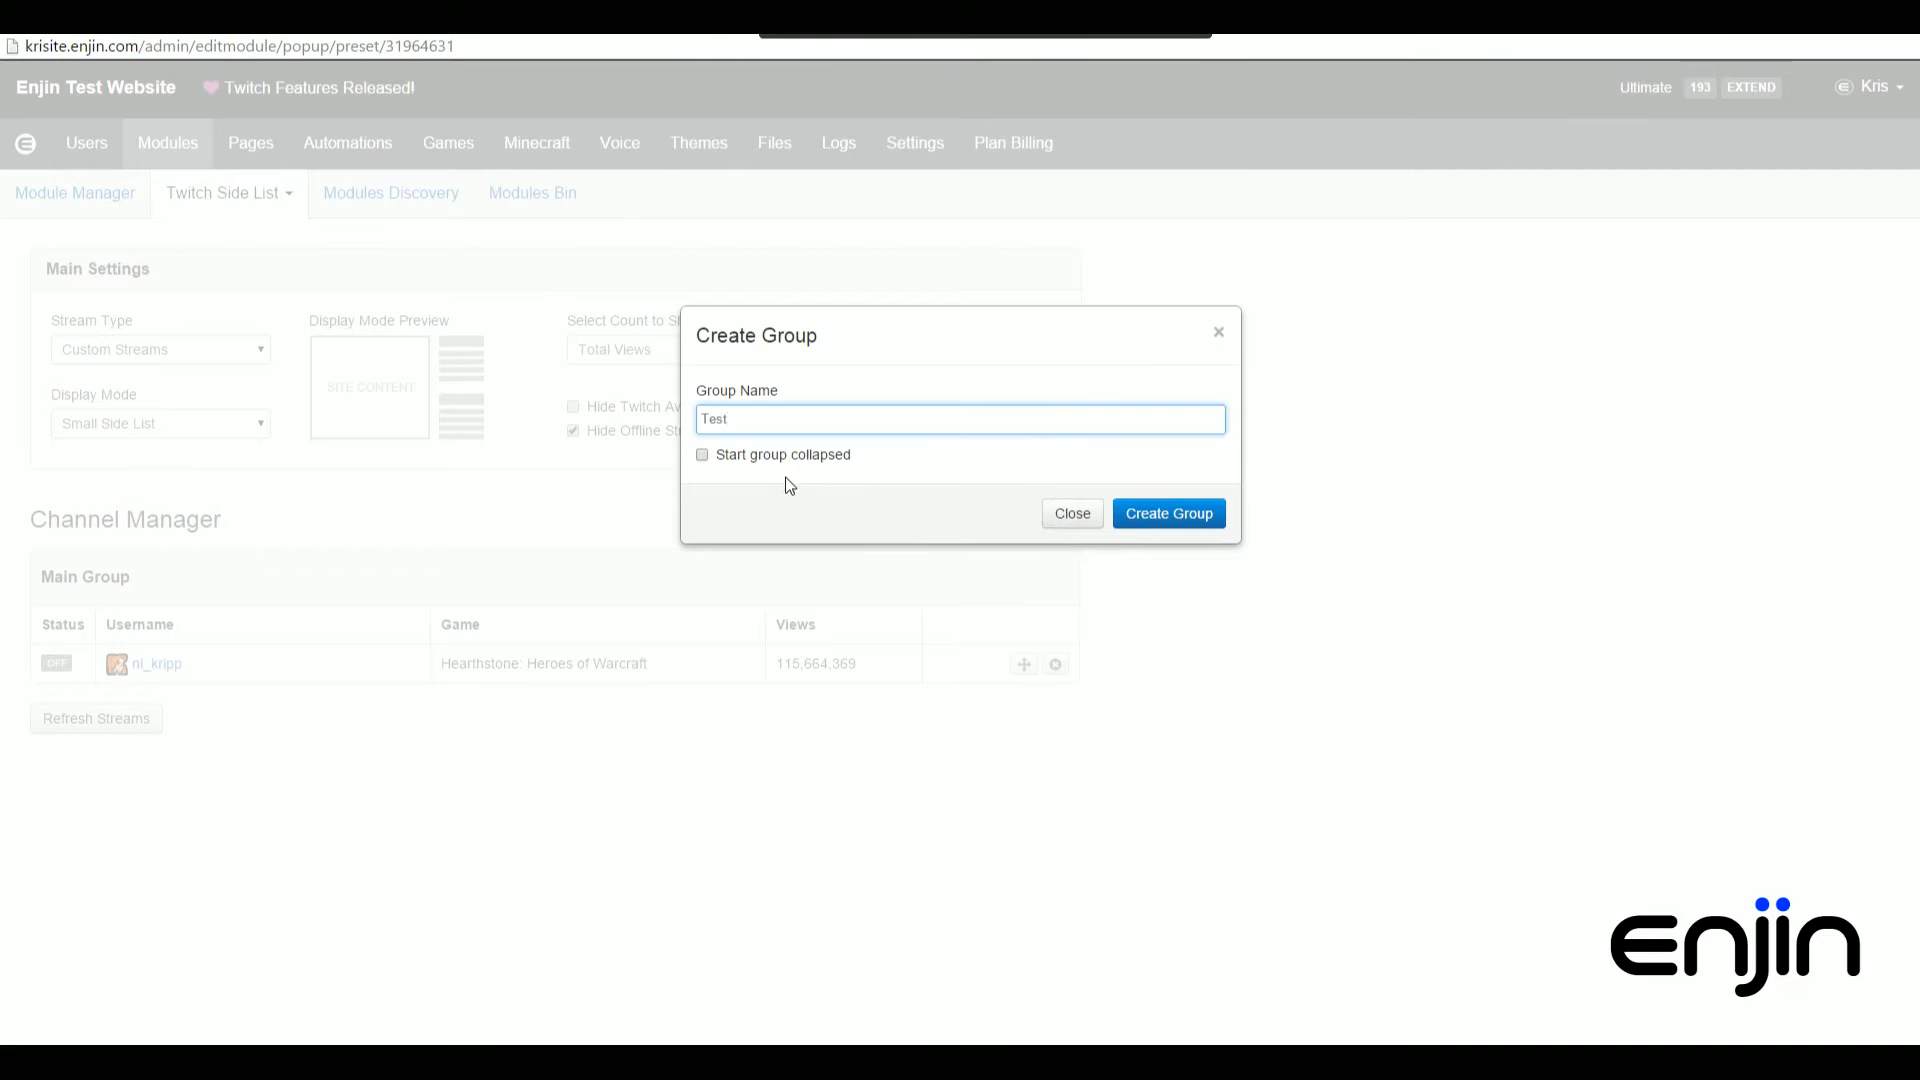 krisite.enjin.com/admin/editmodule/popup/preset/31964631
Enjin Test Website Twitch Features Released! Ultimate 193 EXTEND Kris
Users Modules Pages Automations Games Minecraft Voice Themes Files Logs Settings Plan Billing
Module Manager Twitch Side List Modules Discovery Modules Bin
Main Settings
Stream Type Display Mode Preview Select Count to S
Custom Streams Total Views
SITE CONTENT
Display Mode
Small Side List
Hide Twitch Av
Hide Offline Str
Create Group ×
Group Name
Test
Start group collapsed
Close Create Group
Channel Manager
Main Group
Status Username Game Views
OFF nl_kripp Hearthstone: Heroes of Warcraft 115,664,369
Refresh Streams
enjin